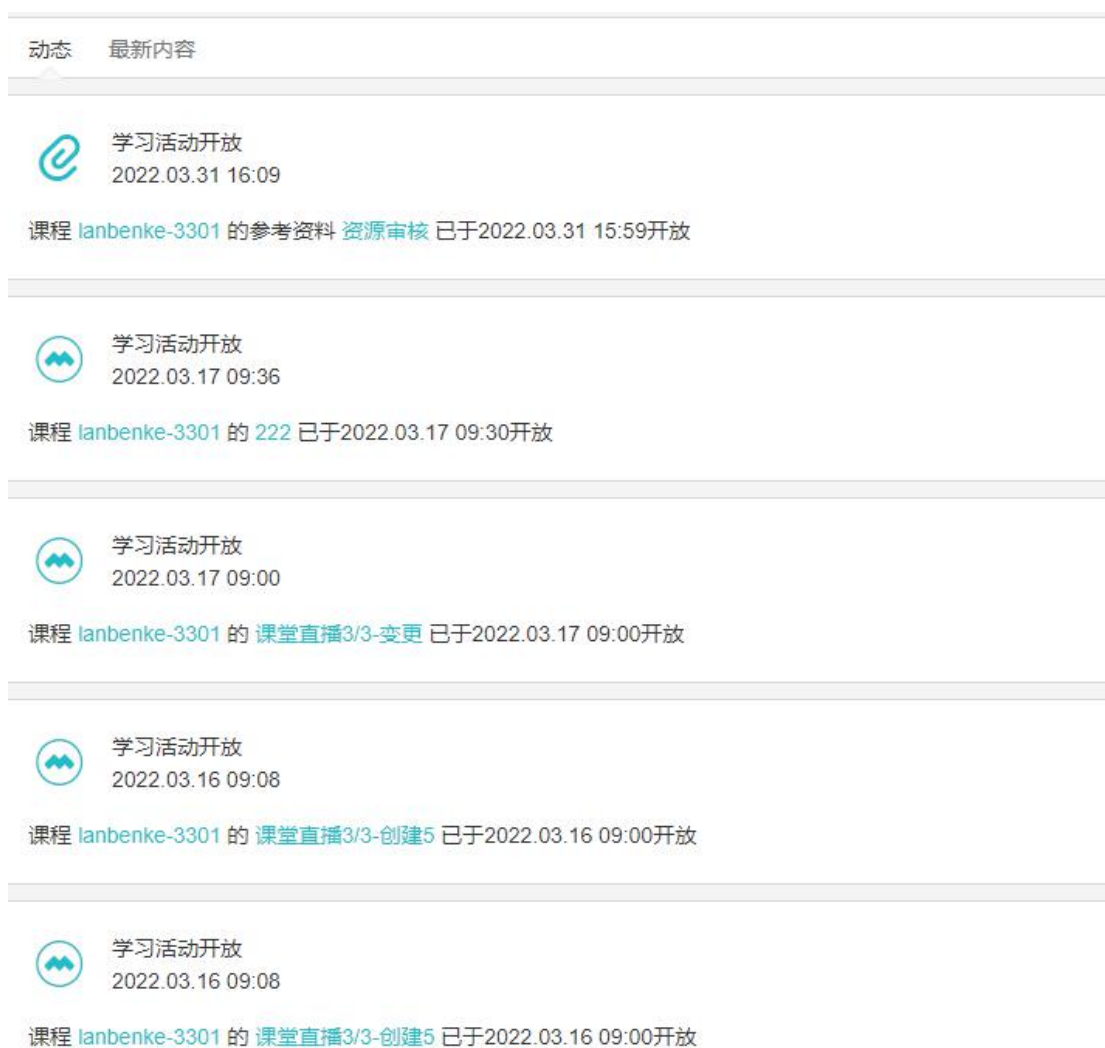 动态 最新内容
学习活动开放
2022.03.31 16:09
课程 lanbenke-3301 的参考资料 资源审核 已于2022.03.31 15:59开放
学习活动开放
2022.03.17 09:36
课程 lanbenke-3301 的 222 已于2022.03.17 09:30开放
学习活动开放
2022.03.17 09:00
课程 lanbenke-3301 的 课堂直播3/3-变更 已于2022.03.17 09:00开放
学习活动开放
2022.03.16 09:08
课程 lanbenke-3301 的 课堂直播3/3-创建5 已于2022.03.16 09:00开放
学习活动开放
2022.03.16 09:08
课程 lanbenke-3301 的 课堂直播3/3-创建5 已于2022.03.16 09:00开放